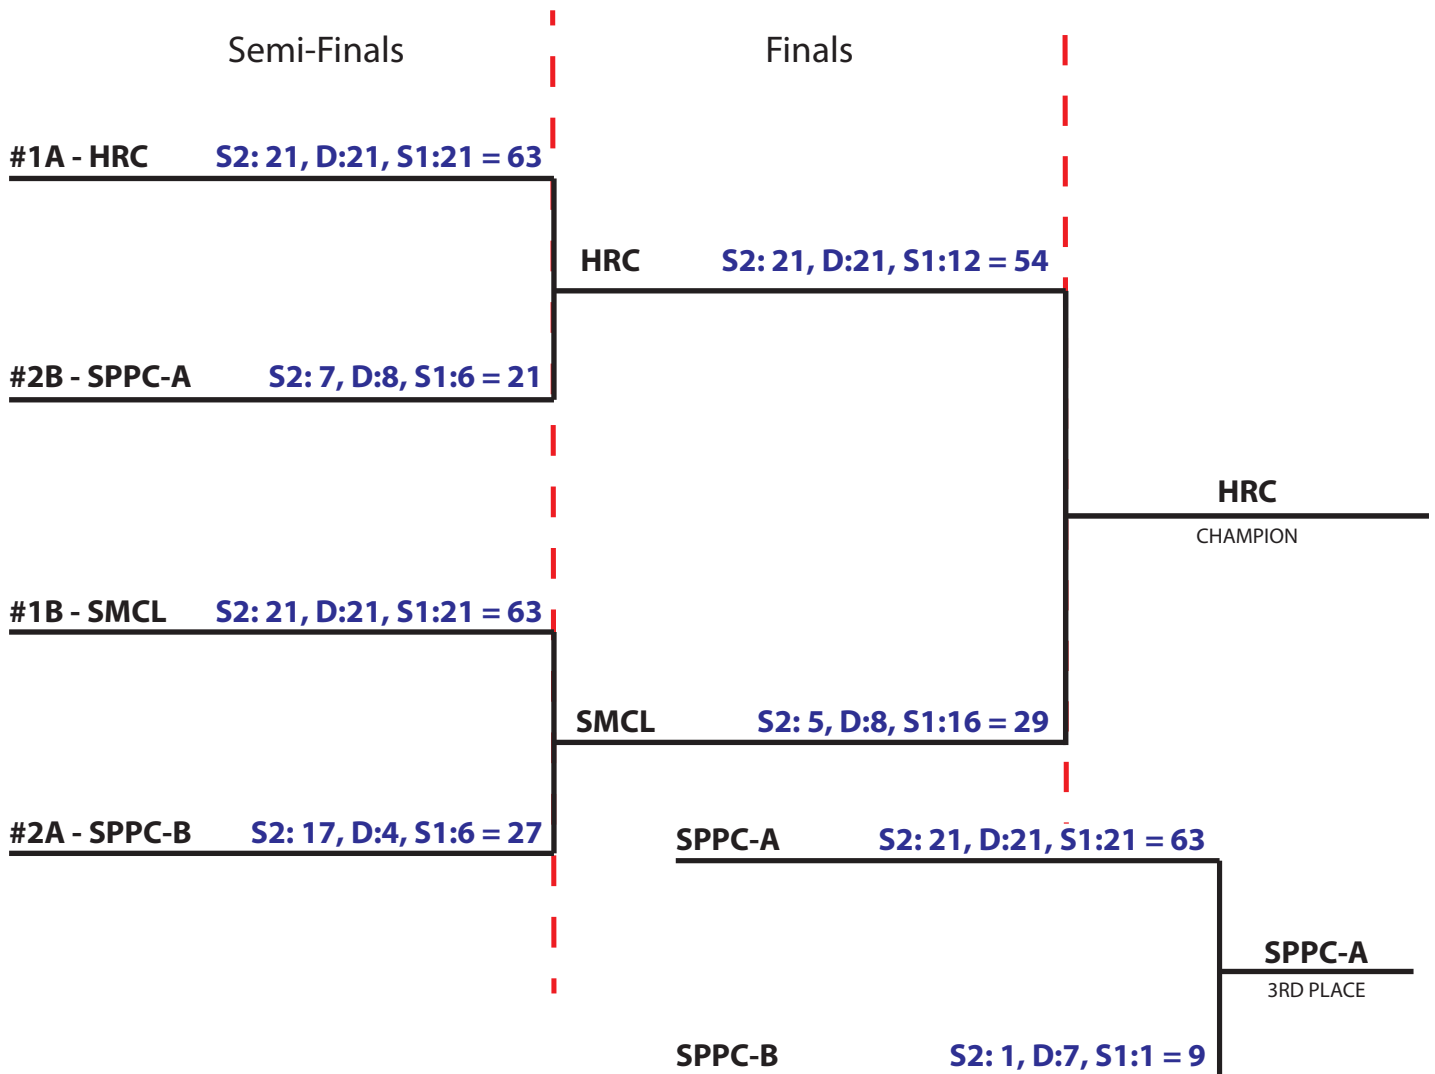 Semi-Finals
Finals
#1A - HRC S2: 21, D:21, S1:21 = 63
HRC S2: 21, D:21, S1:12 = 54
#2B - SPPC-A S2: 7, D:8, S1:6 = 21
HRC
CHAMPION
#1B - SMCL S2: 21, D:21, S1:21 = 63
SMCL S2: 5, D:8, S1:16 = 29
#2A - SPPC-B S2: 17, D:4, S1:6 = 27
SPPC-A S2: 21, D:21, S1:21 = 63
SPPC-A
3RD PLACE
SPPC-B S2: 1, D:7, S1:1 = 9